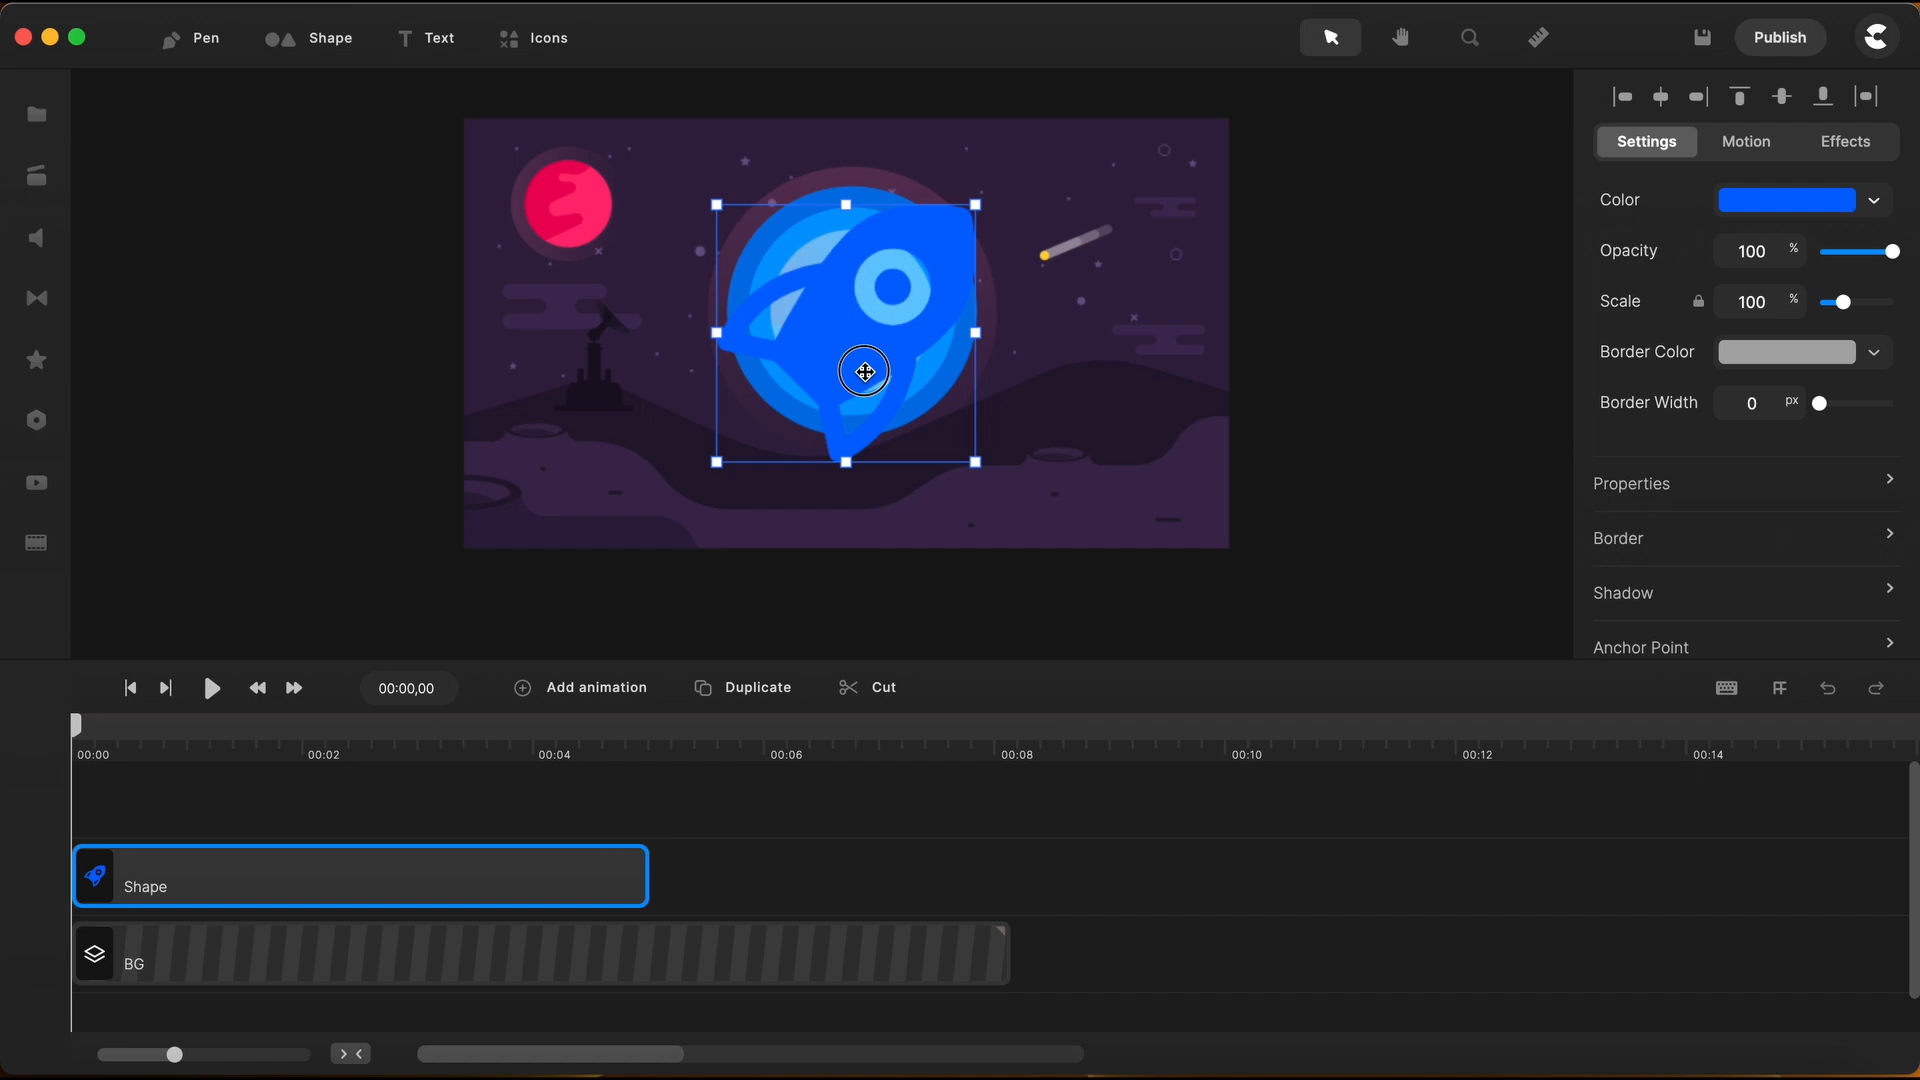 Pen Shape Text Icons Publish
Settings Motion Effects
Color
Opacity 100 %
Scale 100 %
Border Color
Border Width 0 px
Properties
Border
Shadow
Anchor Point
00:00,00 Add animation Duplicate Cut
00:00 00:02 00:04 00:06 00:08 00:10 00:12 00:14
Shape
BG